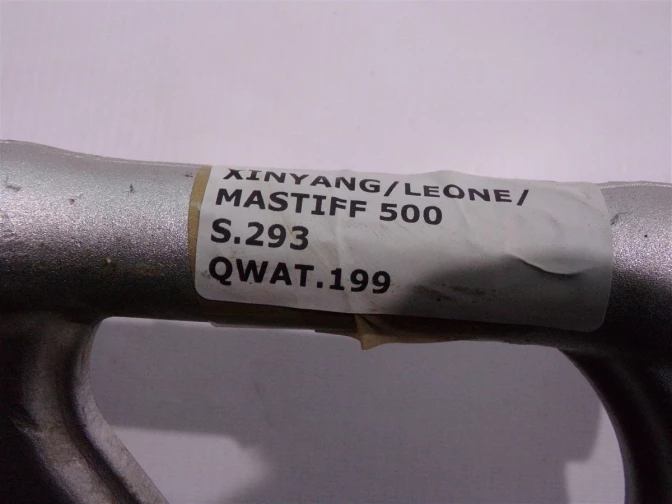 XINYANG/LEONE/
MASTIFF 500
S.293
QWAT.199